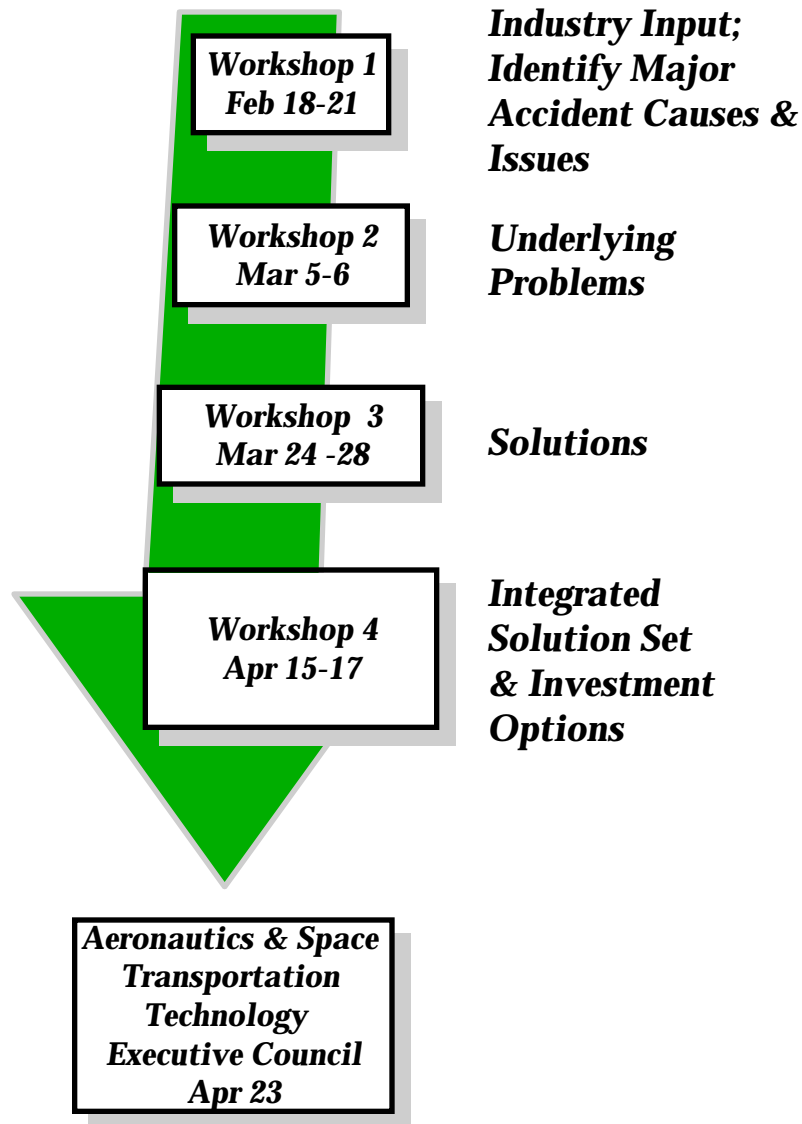 Workshop 1
Feb 18-21
Industry Input;
Identify Major
Accident Causes &
Issues
Workshop 2
Mar 5-6
Underlying
Problems
Workshop 3
Mar 24 -28
Solutions
Workshop 4
Apr 15-17
Integrated
Solution Set
& Investment
Options
Aeronautics & Space
Transportation
Technology
Executive Council
Apr 23